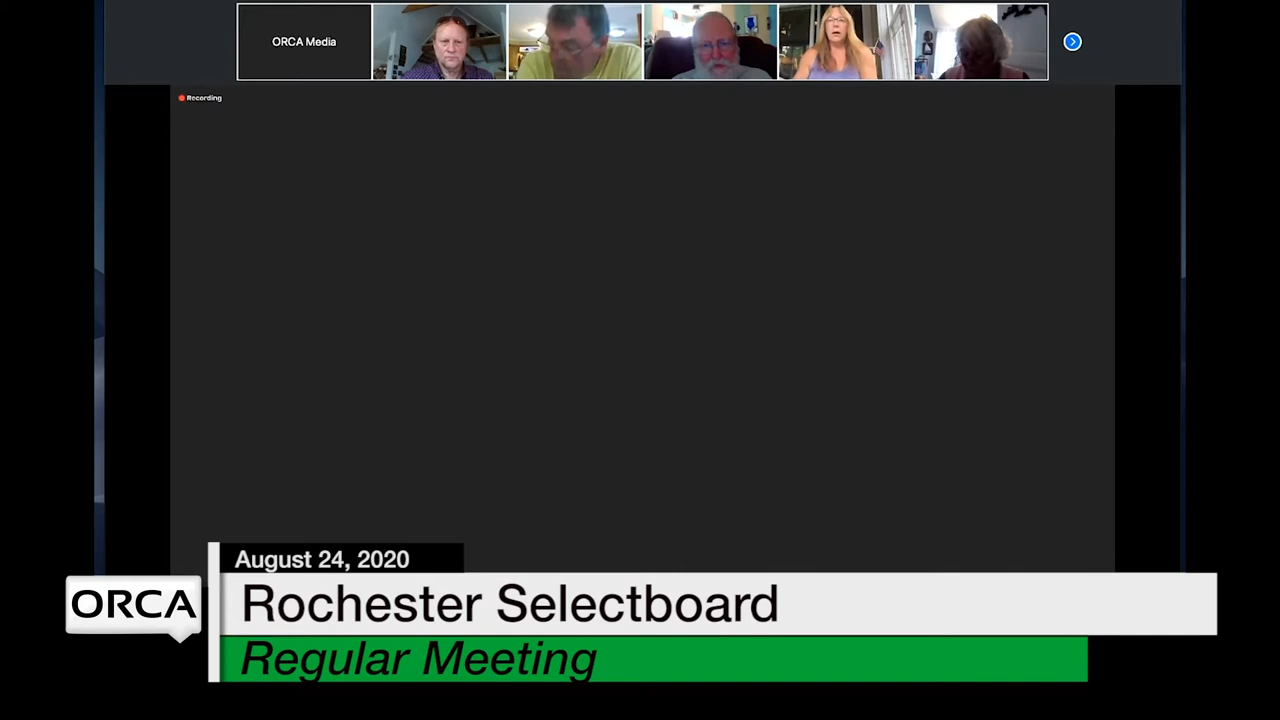 ORCA Media
Recording
August 24, 2020
ORCA
Rochester Selectboard
Regular Meeting